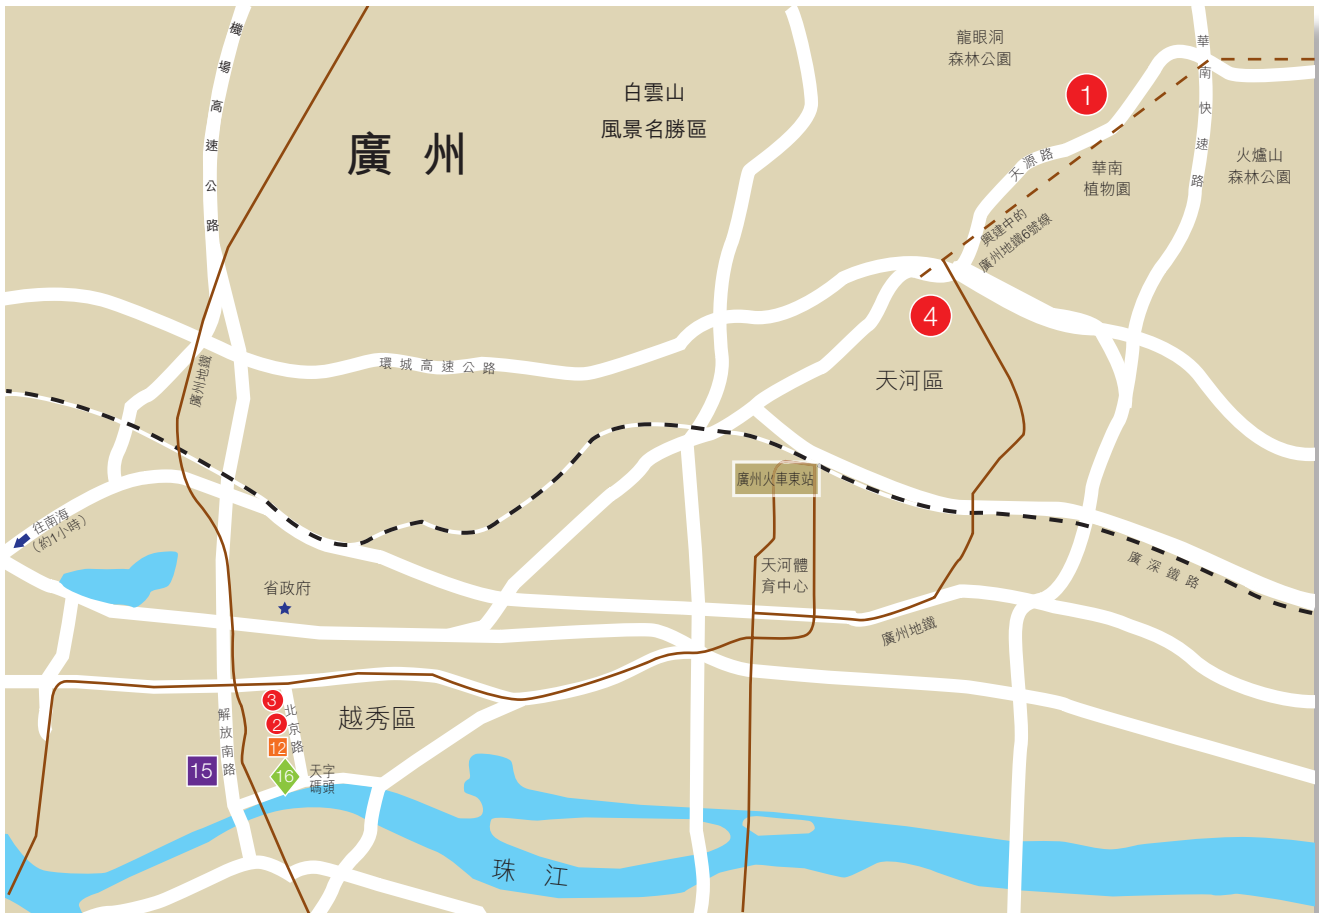 機場高速公路
廣州
白雲山
風景名勝區
龍眼洞
森林公園
1
華南快速路
天源路
華南
植物園
火爐山
森林公園
興建中的
廣州地鐵6號線
4
環城高速公路
廣州地鐵
天河區
廣州火車東站
往南海
（約1小時）
省政府
天河體
育中心
廣深鐵路
廣州地鐵
3
2
12
15
16
解放南路
北京路
越秀區
天字
碼頭
珠江